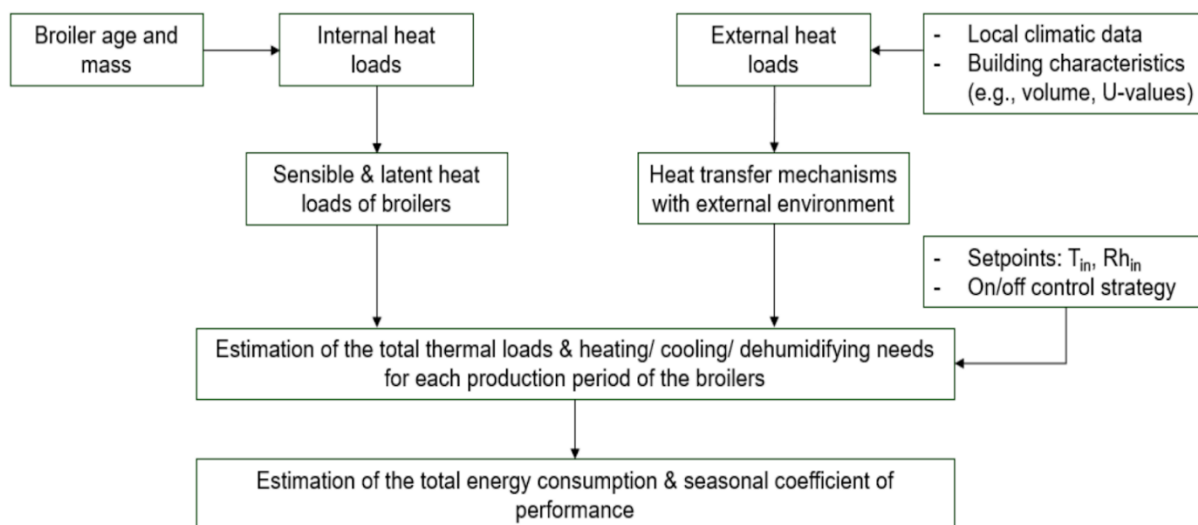 Broiler age and
mass
Internal heat
loads
External heat
loads
- Local climatic data
- Building characteristics
(e.g., volume, U-values)
Sensible & latent heat
loads of broilers
Heat transfer mechanisms
with external environment
- Setpoints: Tin, Rhin
- On/off control strategy
Estimation of the total thermal loads & heating/ cooling/ dehumidifying needs
for each production period of the broilers
Estimation of the total energy consumption & seasonal coefficient of
performance